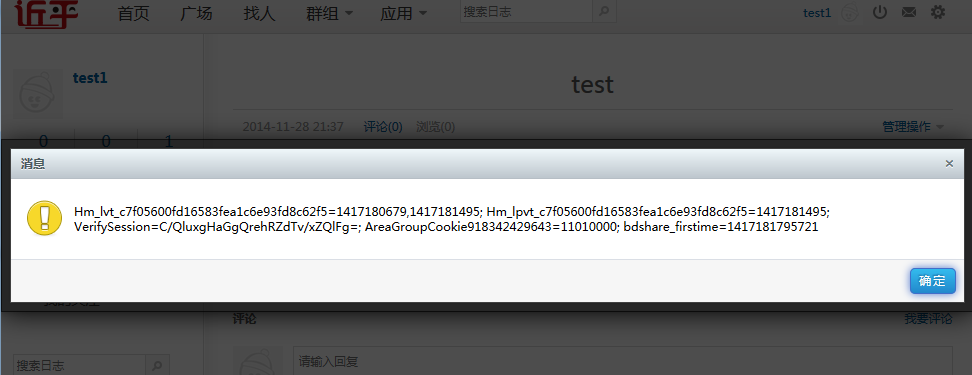 近乎 首页 广场 找人 群组 应用 搜索日志 test1
test1
test
0 0 1
2014-11-28 21:37 评论(0) 浏览(0) 管理操作
消息
Hm_lvt_c7f05600fd16583fea1c6e93fd8c62f5=1417180679,1417181495; Hm_lpvt_c7f05600fd16583fea1c6e93fd8c62f5=1417181495;
VerifySession=C/QluxgHaGgQrehRZdTv/xZQlFg=; AreaGroupCookie918342429643=11010000; bdshare_firstime=1417181795721
确定
评论 我要评论
搜索日志 请输入回复